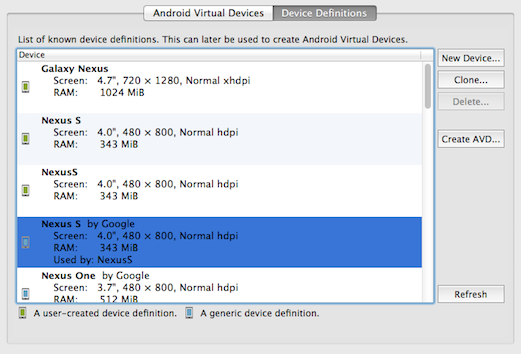 Android Virtual Devices
Device Definitions
List of known device definitions. This can later be used to create Android Virtual Devices.
Device
Galaxy Nexus
Screen: 4.7", 720 × 1280, Normal xhdpi
RAM: 1024 MiB
Nexus S
Screen: 4.0", 480 × 800, Normal hdpi
RAM: 343 MiB
NexusS
Screen: 4.0", 480 × 800, Normal hdpi
RAM: 343 MiB
Nexus S by Google
Screen: 4.0", 480 × 800, Normal hdpi
RAM: 343 MiB
Used by: NexusS
Nexus One by Google
Screen: 3.7", 480 × 800, Normal hdpi
RAM: 512 MiB
New Device...
Clone...
Delete...
Create AVD...
Refresh
A user-created device definition. A generic device definition.